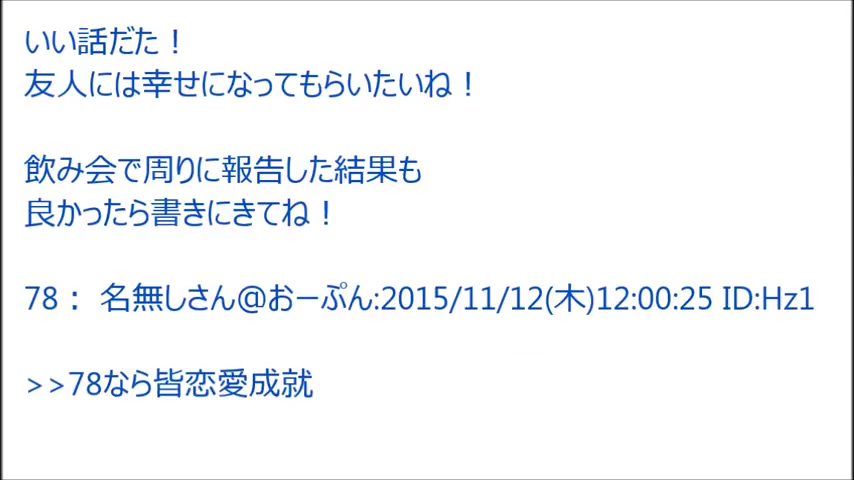 いい話だた！
友人には幸せになってもらいたいね！
飲み会で周りに報告した結果も
良かったら書きにきてね！
78： 名無しさん@おーぷん:2015/11/12(木)12:00:25 ID:Hz1
>>78なら皆恋愛成就